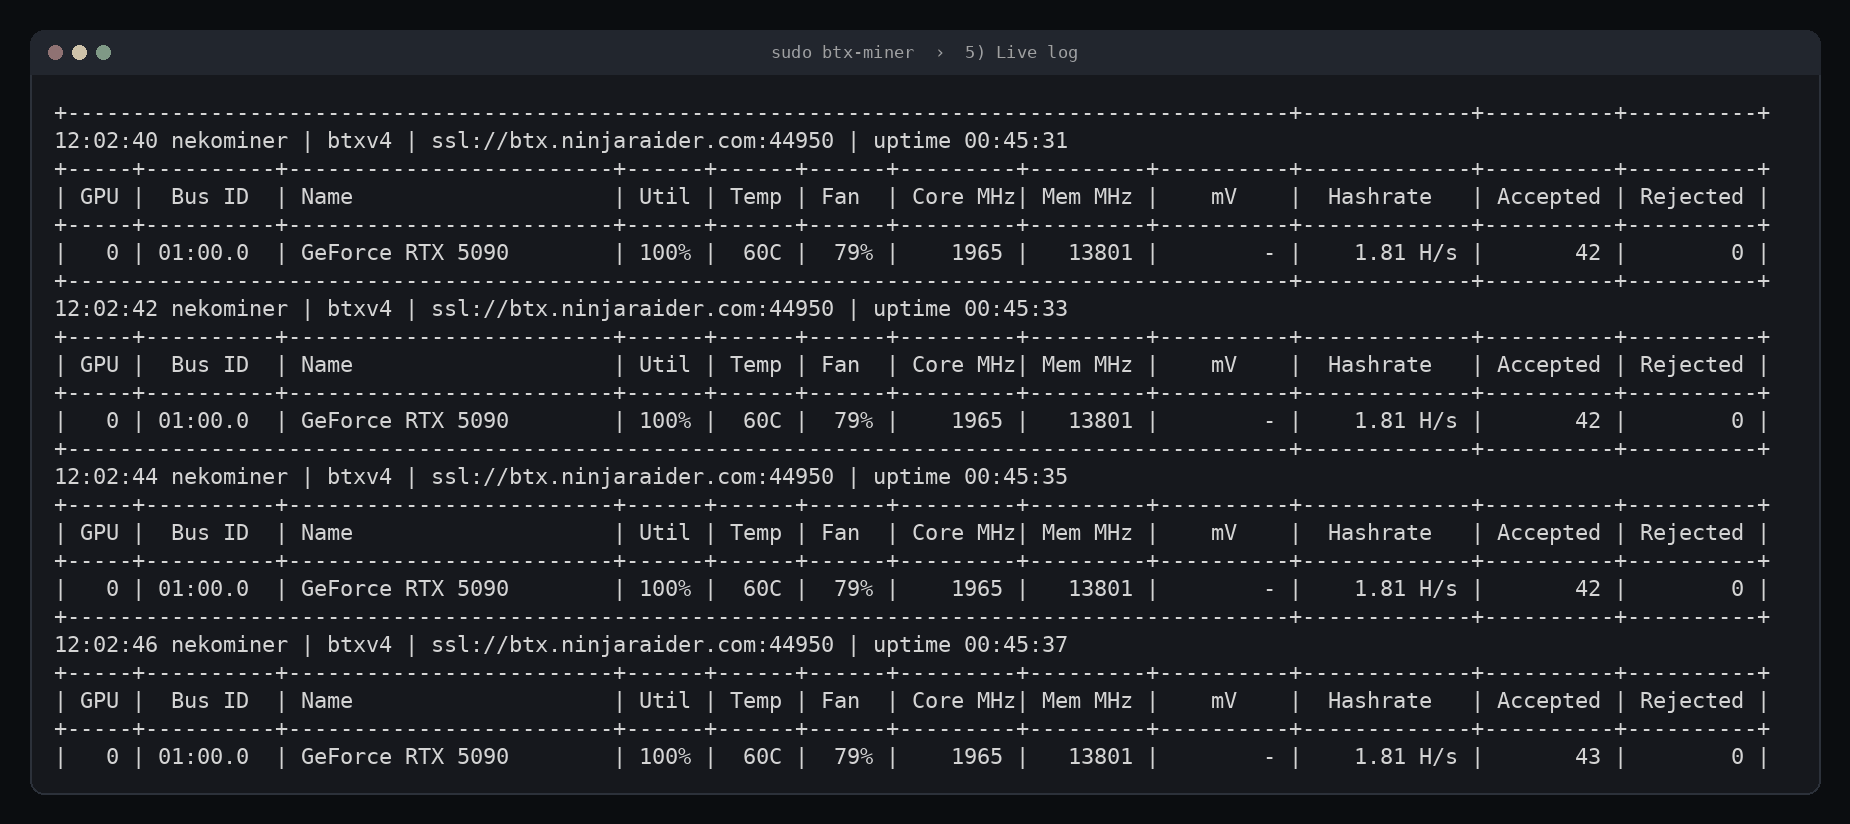 sudo btx-miner › 5) Live log
+----------------------------------------------------------------------------------------------+-------------+----------+----------+
12:02:40 nekominer | btxv4 | ssl://btx.ninjaraider.com:44950 | uptime 00:45:31
+-----+----------+-------------------------+------+------+------+---------+---------+----------+-------------+----------+----------+
| GPU |  Bus ID  | Name                    | Util | Temp | Fan  | Core MHz| Mem MHz |    mV    |  Hashrate   | Accepted | Rejected |
+-----+----------+-------------------------+------+------+------+---------+---------+----------+-------------+----------+----------+
|   0 | 01:00.0  | GeForce RTX 5090        | 100% |  60C |  79% |    1965 |   13801 |        - |    1.81 H/s |       42 |        0 |
+----------------------------------------------------------------------------------------------+-------------+----------+----------+
12:02:42 nekominer | btxv4 | ssl://btx.ninjaraider.com:44950 | uptime 00:45:33
+-----+----------+-------------------------+------+------+------+---------+---------+----------+-------------+----------+----------+
| GPU |  Bus ID  | Name                    | Util | Temp | Fan  | Core MHz| Mem MHz |    mV    |  Hashrate   | Accepted | Rejected |
+-----+----------+-------------------------+------+------+------+---------+---------+----------+-------------+----------+----------+
|   0 | 01:00.0  | GeForce RTX 5090        | 100% |  60C |  79% |    1965 |   13801 |        - |    1.81 H/s |       42 |        0 |
+----------------------------------------------------------------------------------------------+-------------+----------+----------+
12:02:44 nekominer | btxv4 | ssl://btx.ninjaraider.com:44950 | uptime 00:45:35
+-----+----------+-------------------------+------+------+------+---------+---------+----------+-------------+----------+----------+
| GPU |  Bus ID  | Name                    | Util | Temp | Fan  | Core MHz| Mem MHz |    mV    |  Hashrate   | Accepted | Rejected |
+-----+----------+-------------------------+------+------+------+---------+---------+----------+-------------+----------+----------+
|   0 | 01:00.0  | GeForce RTX 5090        | 100% |  60C |  79% |    1965 |   13801 |        - |    1.81 H/s |       42 |        0 |
+----------------------------------------------------------------------------------------------+-------------+----------+----------+
12:02:46 nekominer | btxv4 | ssl://btx.ninjaraider.com:44950 | uptime 00:45:37
+-----+----------+-------------------------+------+------+------+---------+---------+----------+-------------+----------+----------+
| GPU |  Bus ID  | Name                    | Util | Temp | Fan  | Core MHz| Mem MHz |    mV    |  Hashrate   | Accepted | Rejected |
+-----+----------+-------------------------+------+------+------+---------+---------+----------+-------------+----------+----------+
|   0 | 01:00.0  | GeForce RTX 5090        | 100% |  60C |  79% |    1965 |   13801 |        - |    1.81 H/s |       43 |        0 |